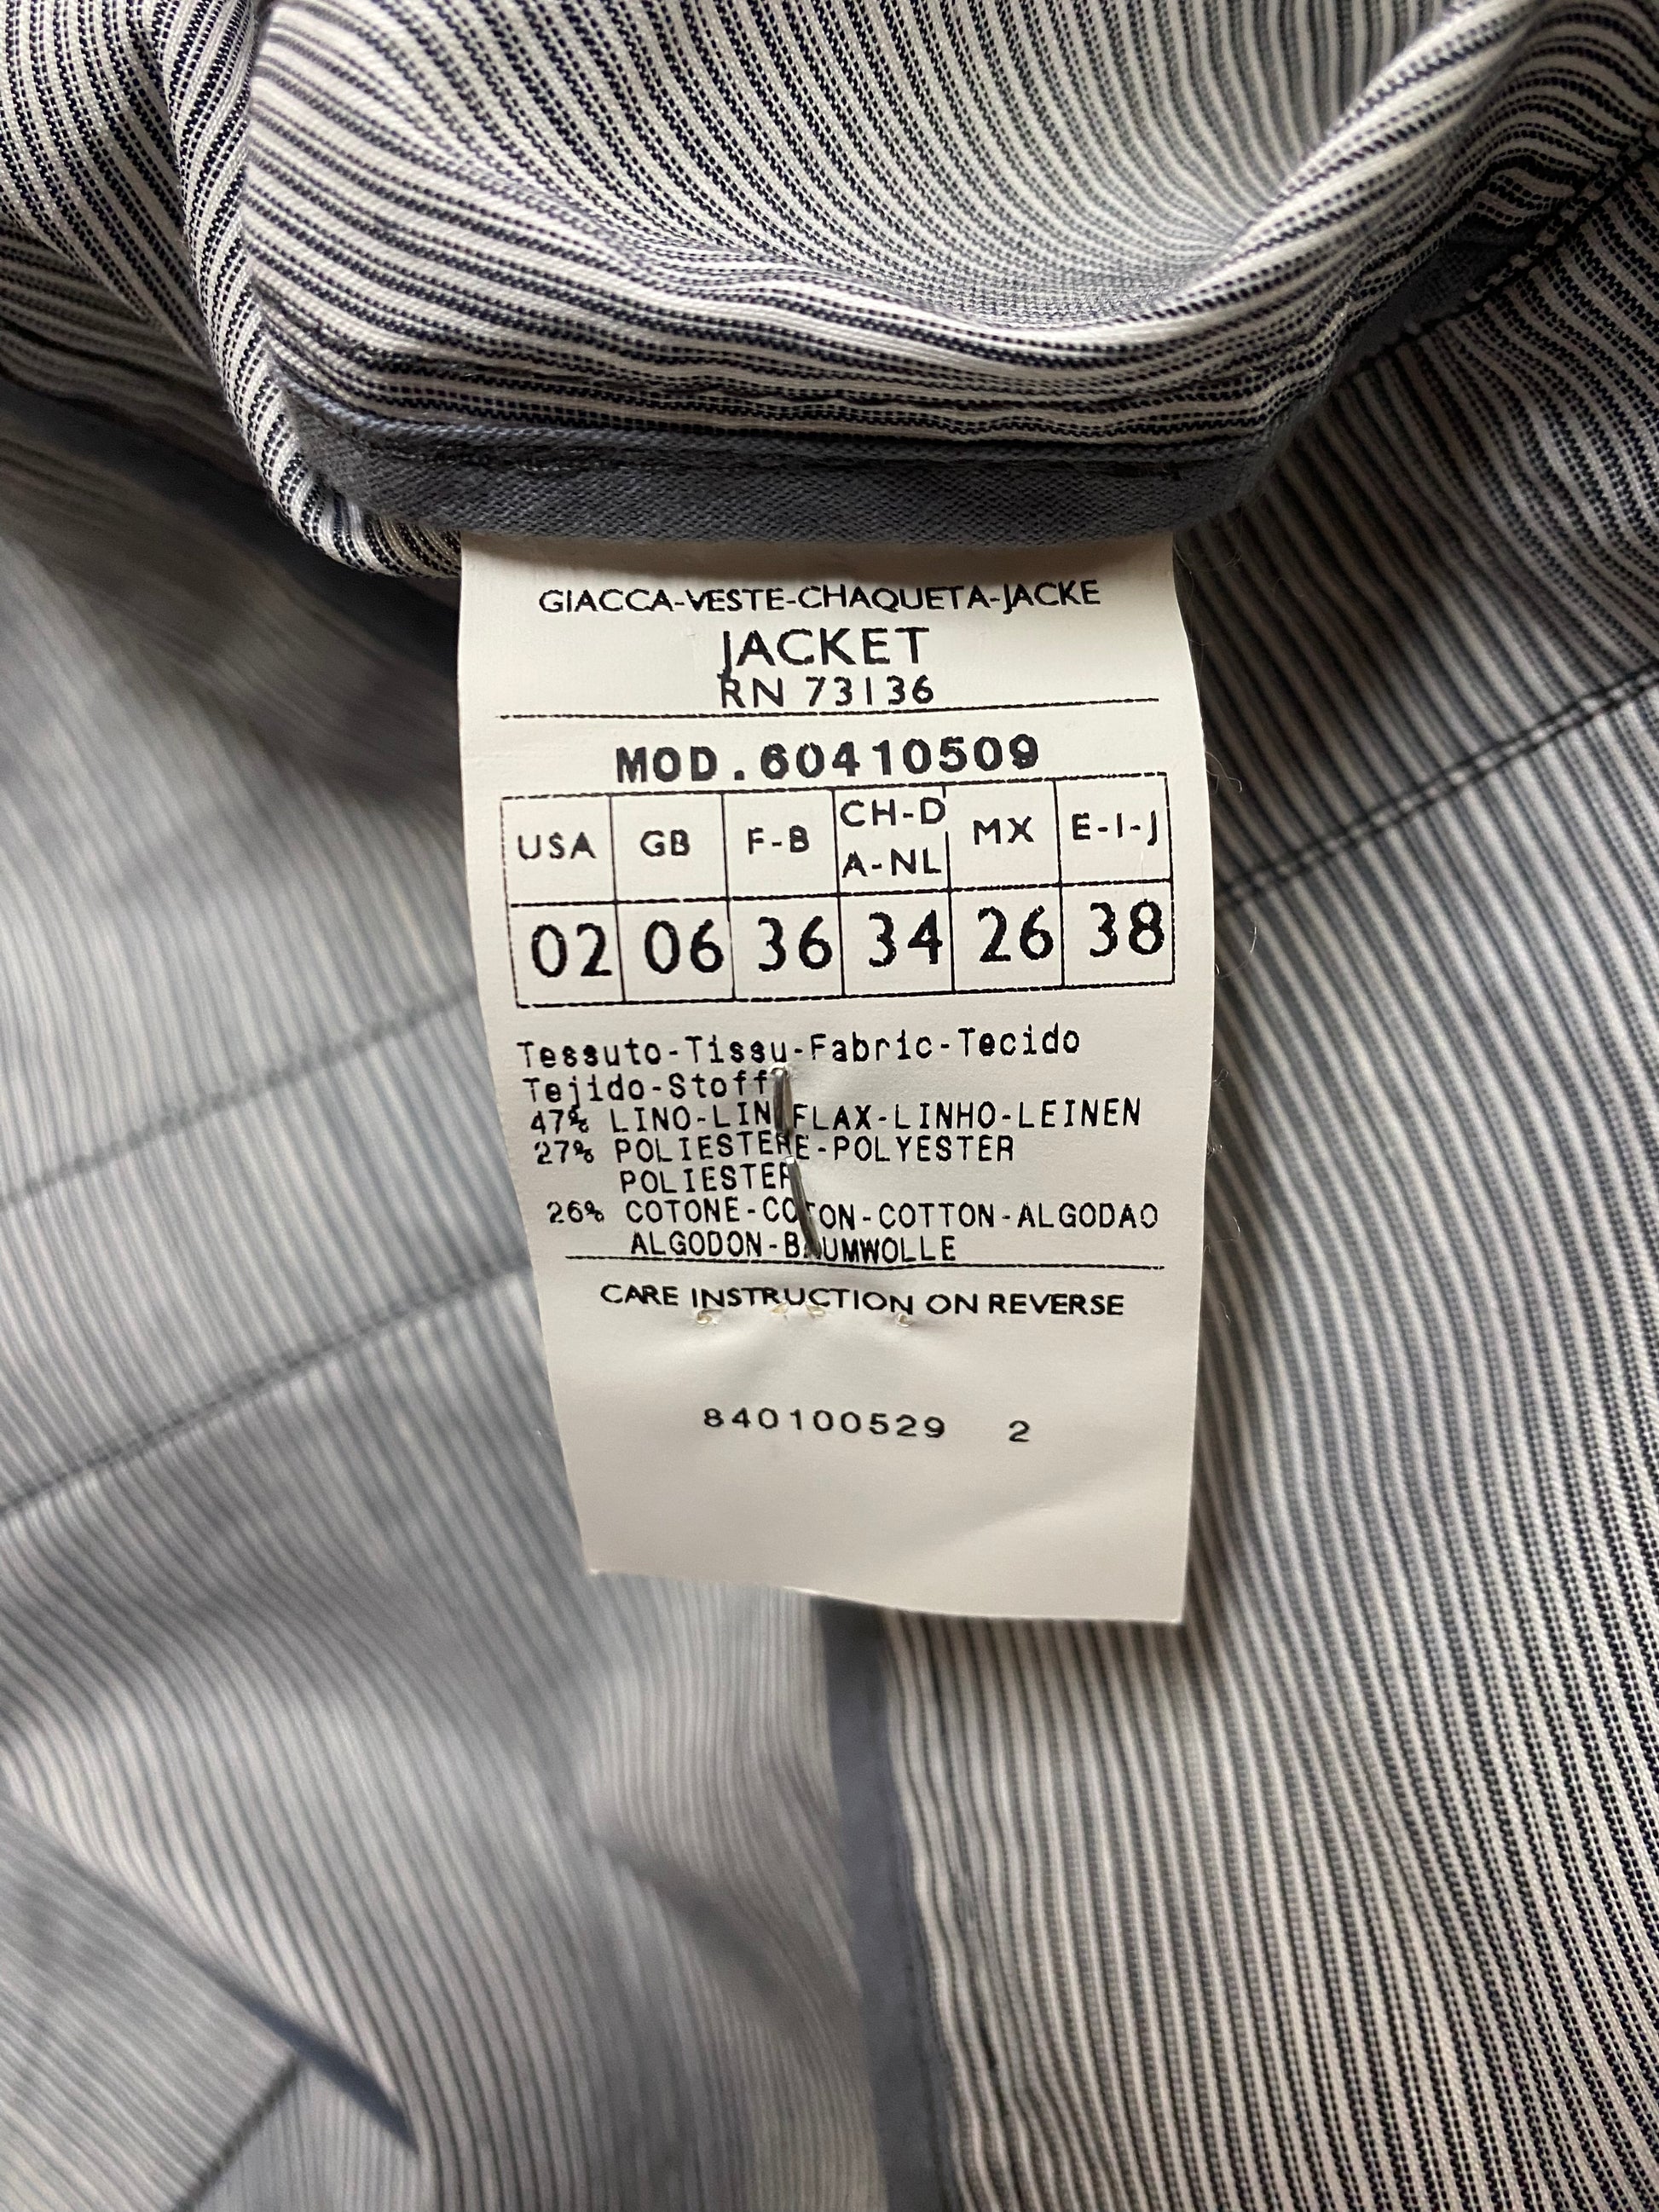 GIACCA-VESTE-CHAQUETA-JACKE
JACKET
RN 73136
MOD.60410509
USA GB F-B CH-D A-NL MX E-I-J
02 06 36 34 26 38
Tessuto-Tissu-Fabric-Tecido
Tejido-Stoff
47% LINO-LIN-FLAX-LINHO-LEINEN
27% POLIESTERE-POLYESTER
POLIESTER
26% COTONE-COTON-COTTON-ALGODAO
ALGODON-BAUMWOLLE
CARE INSTRUCTION ON REVERSE
840100529 2